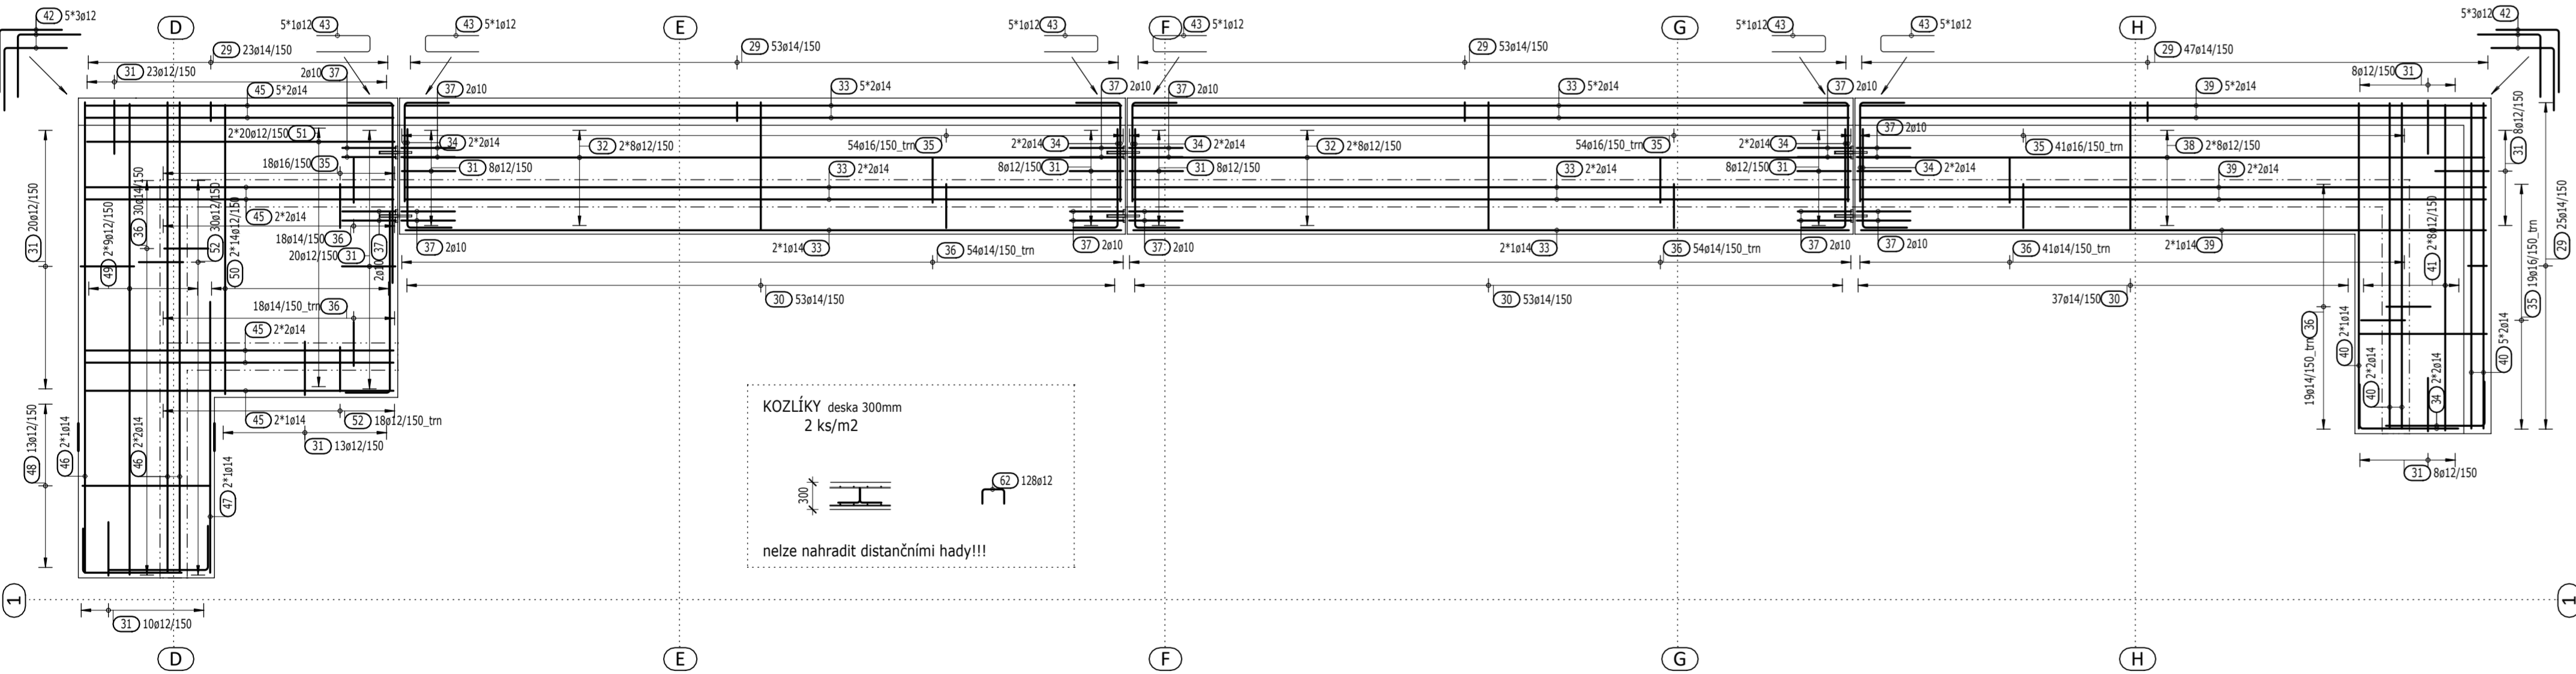 42 5*3ø12
D
5*1ø12 43
43 5*1ø12
E
5*1ø12 43
F
43 5*1ø12
G
5*1ø12 43
43 5*1ø12
H
5*3ø12 42
29 23ø14/150
29 53ø14/150
29 53ø14/150
29 47ø14/150
31 23ø12/150
2ø10 37
8ø12/150 31
45 5*2ø14
37 2ø10
33 5*2ø14
37 2ø10
37 2ø10
33 5*2ø14
37 2ø10
39 5*2ø14
31 8ø12/150
2*20ø12/150 51
34 2*2ø14
32 2*8ø12/150
54ø16/150_trn 35
2*2ø14 34
34 2*2ø14
32 2*8ø12/150
54ø16/150_trn 35
2*2ø14 34
37 2ø10
35 41ø16/150_trn
38 2*8ø12/150
18ø16/150 35
31 8ø12/150
33 2*2ø14
8ø12/150 31
31 8ø12/150
33 2*2ø14
8ø12/150 31
34 2*2ø14
39 2*2ø14
31 20ø12/150
49 2*9ø12/150
36 30ø14/150
52 30ø12/150
50 2*14ø12/150
45 2*2ø14
18ø14/150 36
20ø12/150 31
2ø10 37
37 2ø10
2*1ø14 33
36 54ø14/150_trn
37 2ø10
37 2ø10
2*1ø14 33
36 54ø14/150_trn
37 2ø10
37 2ø10
36 41ø14/150_trn
2*1ø14 39
41 2*8ø12/150
35 19ø16/150_trn
29 25ø14/150
30 53ø14/150
30 53ø14/150
37ø14/150 30
18ø14/150_trn 36
45 2*2ø14
19ø14/150_trn 36
40 2*1ø14
40 2*2ø14
34 2*2ø14
40 5*2ø14
45 2*1ø14
52 18ø12/150_trn
31 13ø12/150
48 13ø12/150
46 2*1ø14
46 2*2ø14
47 2*1ø14
31 8ø12/150
KOZLÍKY deska 300mm
2 ks/m2
300
62 128ø12
nelze nahradit distančními hady!!!
1
1
31 10ø12/150
D
E
F
G
H